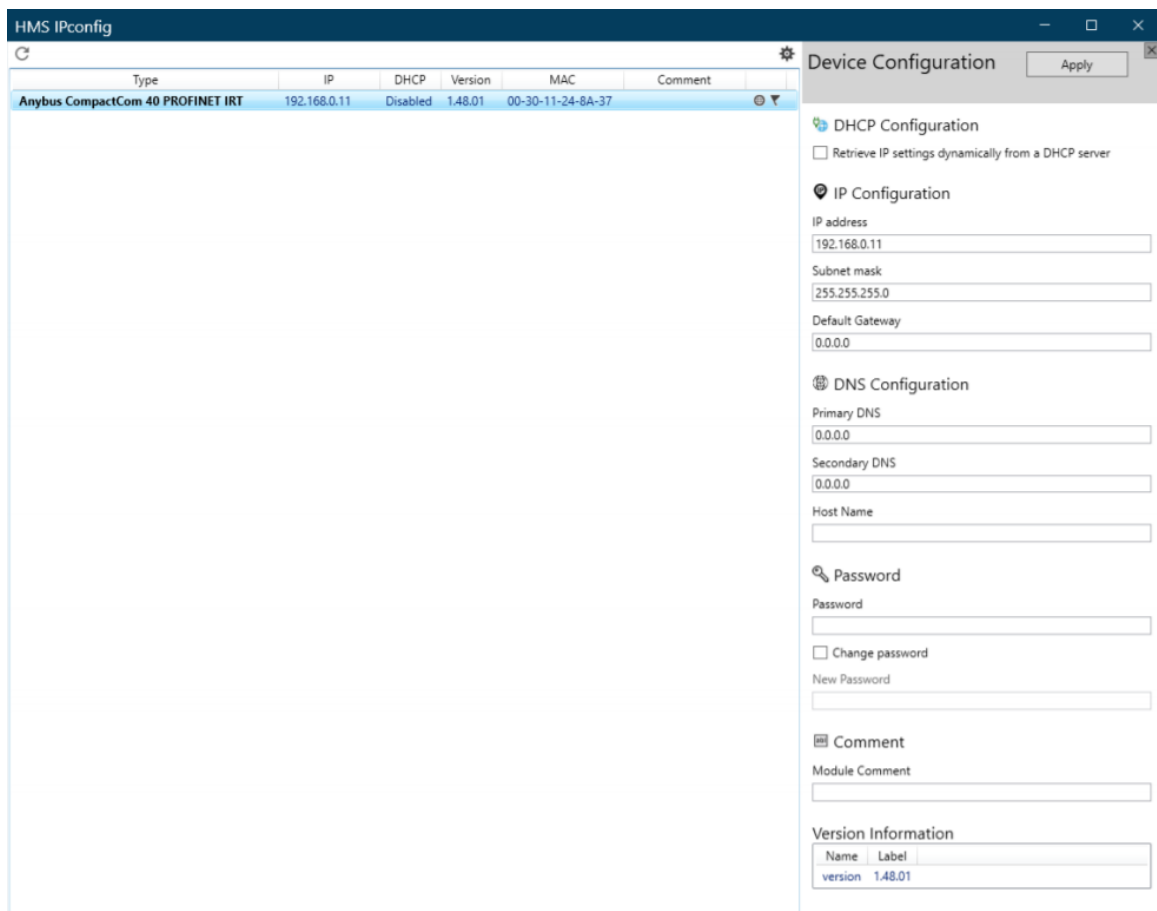 HMS IPconfig
Type IP DHCP Version MAC Comment
Anybus CompactCom 40 PROFINET IRT 192.168.0.11 Disabled 1.48.01 00-30-11-24-8A-37
Device Configuration Apply
DHCP Configuration
Retrieve IP settings dynamically from a DHCP server
IP Configuration
IP address
192.168.0.11
Subnet mask
255.255.255.0
Default Gateway
0.0.0.0
DNS Configuration
Primary DNS
0.0.0.0
Secondary DNS
0.0.0.0
Host Name
Password
Password
Change password
New Password
Comment
Module Comment
Version Information
Name Label
version 1.48.01